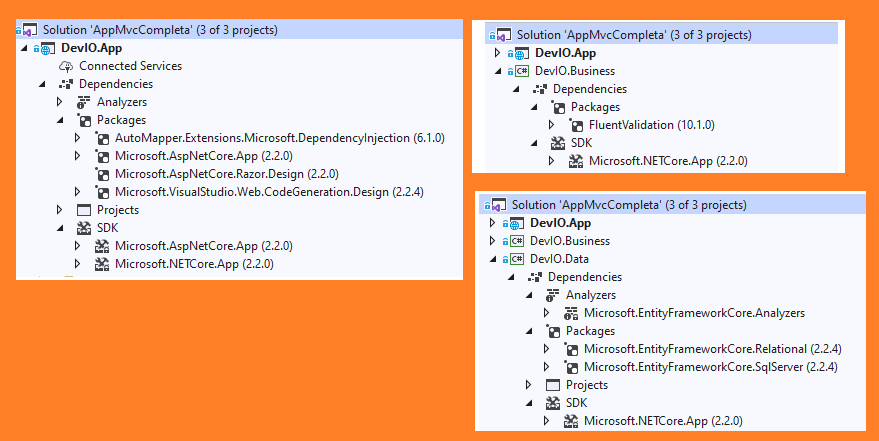 Solution 'AppMvcCompleta' (3 of 3 projects)
DevIO.App
Connected Services
Dependencies
Analyzers
Packages
AutoMapper.Extensions.Microsoft.DependencyInjection (6.1.0)
Microsoft.AspNetCore.App (2.2.0)
Microsoft.AspNetCore.Razor.Design (2.2.0)
Microsoft.VisualStudio.Web.CodeGeneration.Design (2.2.4)
Projects
SDK
Microsoft.AspNetCore.App (2.2.0)
Microsoft.NETCore.App (2.2.0)
Solution 'AppMvcCompleta' (3 of 3 projects)
DevIO.App
C# DevIO.Business
Dependencies
Packages
FluentValidation (10.1.0)
SDK
Microsoft.NETCore.App (2.2.0)
Solution 'AppMvcCompleta' (3 of 3 projects)
DevIO.App
C# DevIO.Business
C# DevIO.Data
Dependencies
Analyzers
Microsoft.EntityFrameworkCore.Analyzers
Packages
Microsoft.EntityFrameworkCore.Relational (2.2.4)
Microsoft.EntityFrameworkCore.SqlServer (2.2.4)
Projects
SDK
Microsoft.NETCore.App (2.2.0)